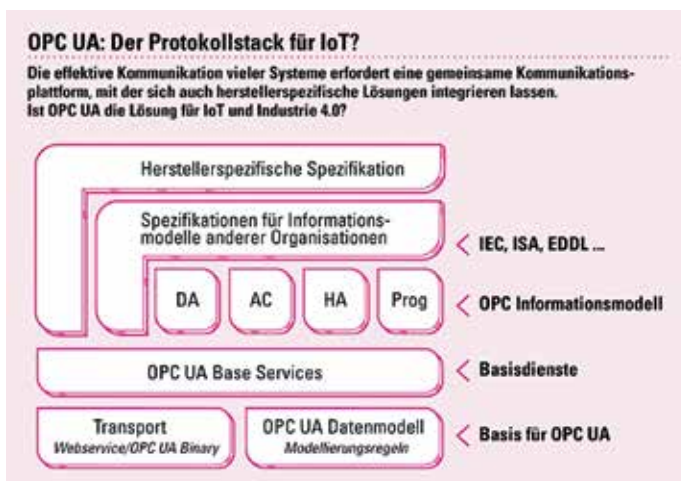 OPC UA: Der Protokollstack für IoT?
Die effektive Kommunikation vieler Systeme erfordert eine gemeinsame Kommunikations-
plattform, mit der sich auch herstellerspezifische Lösungen integrieren lassen.
Ist OPC UA die Lösung für IoT und Industrie 4.0?
Herstellerspezifische Spezifikation
Spezifikationen für Informations-
modelle anderer Organisationen
IEC, ISA, EDDL ...
DA AC HA Prog
OPC Informationsmodell
OPC UA Base Services
Basisdienste
Transport
Webservice/OPC UA Binary
OPC UA Datenmodell
Modellierungsregeln
Basis für OPC UA